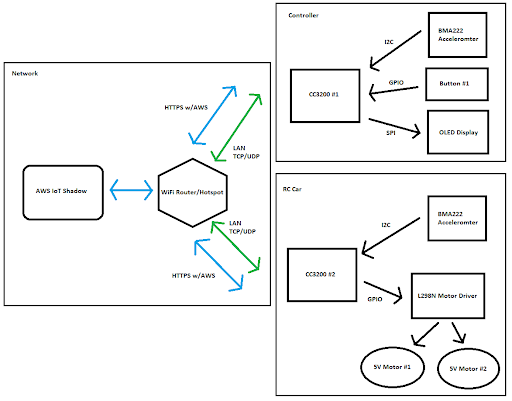 Network
HTTPS w/AWS
LAN
TCP/UDP
AWS IoT Shadow
WiFi Router/Hotspot
LAN
TCP/UDP
HTTPS w/AWS
Controller
BMA222
Acceleromter
I2C
CC3200 #1
GPIO
Button #1
SPI
OLED Display
RC Car
BMA222
Acceleromter
I2C
CC3200 #2
GPIO
L298N Motor Driver
5V Motor #1
5V Motor #2